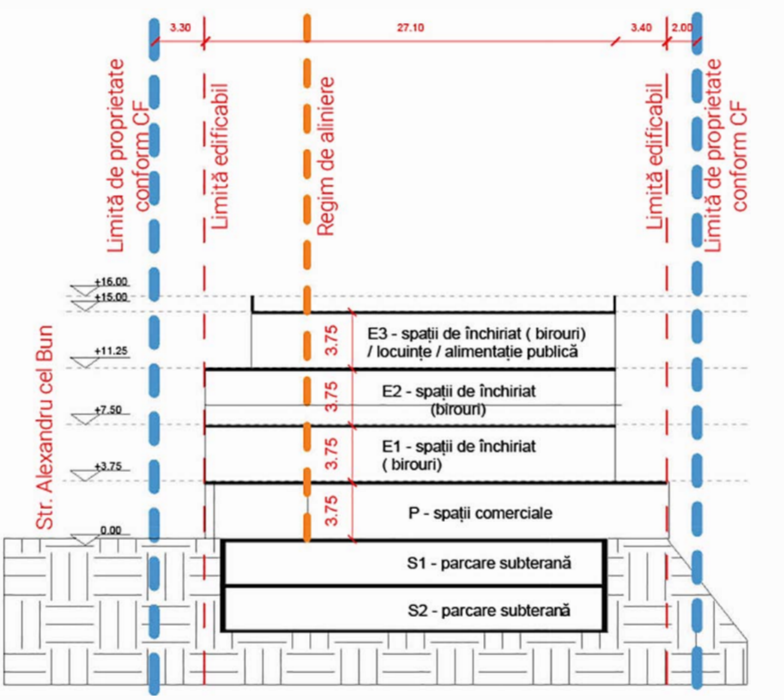 3.30
27.10
3.40
2.00
Limită de proprietate
conform CF
Limită edificabil
Regim de aliniere
Limită edificabil
Limită de proprietate
conform CF
+16.00
+15.00
+11.25
+7.50
+3.75
0.00
Str. Alexandru cel Bun
3.75
E3 - spații de închiriat ( birouri)
/ locuințe / alimentație publică
3.75
E2 - spații de închiriat
(birouri)
3.75
E1 - spații de închiriat
( birouri)
3.75
P - spații comerciale
S1 - parcare subterană
S2 - parcare subterană